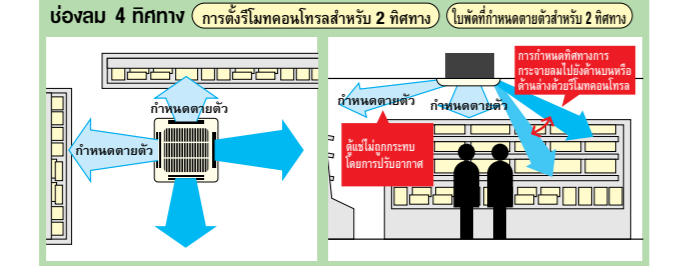 ช่องลม 4 ทิศทาง (การตั้งรีโมทคอนโทรลสำหรับ 2 ทิศทาง) (ใบพัดที่กำหนดตายตัวสำหรับ 2 ทิศทาง)
กำหนดตายตัว
กำหนดตายตัว
การกำหนดทิศทางการ
กระจายลมไปยังด้านบนหรือ
ด้านล่างด้วยรีโมทคอนโทรล
กำหนดตายตัว
กำหนดตายตัว
ตู้แช่ไม่ถูกกระทบ
โดยการปรับอากาศ